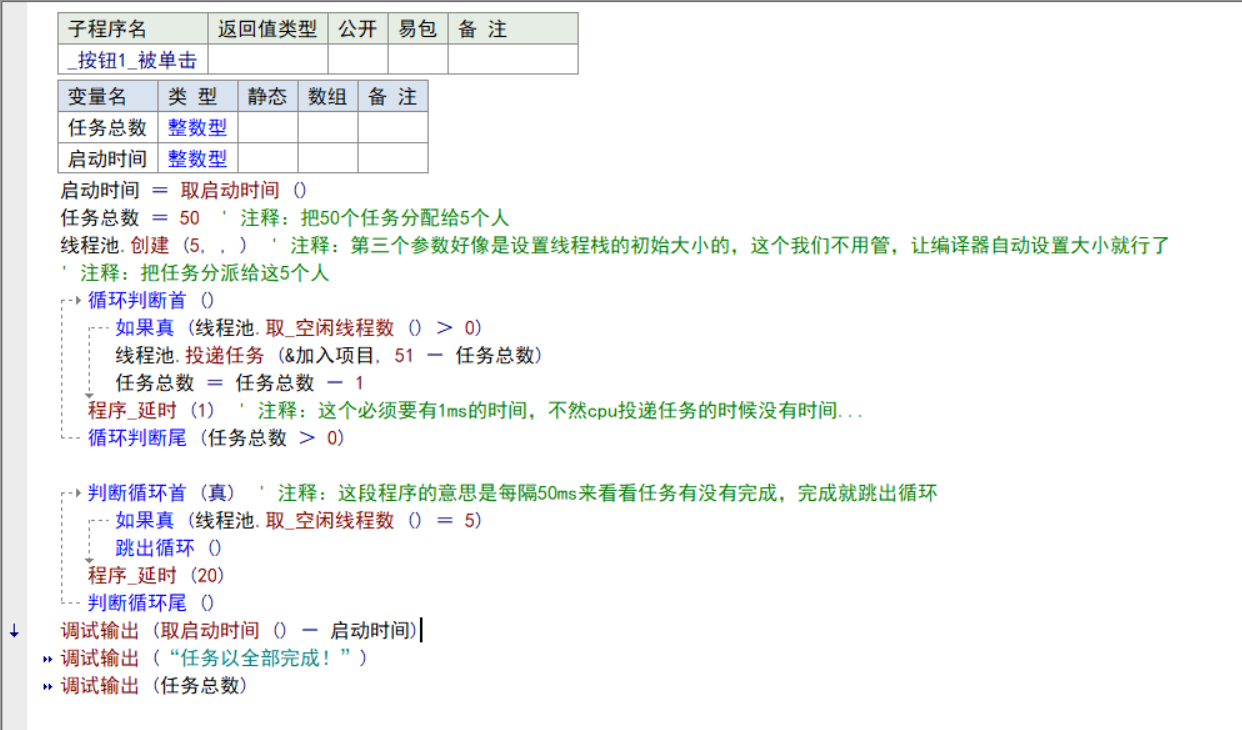 子程序名 返回值类型 公开 易包 备 注
_按钮1_被单击
变量名 类 型 静态 数组 备 注
任务总数 整数型
启动时间 整数型
启动时间 = 取启动时间 ()
任务总数 = 50 ' 注释：把50个任务分配给5个人
线程池.创建 (5, , ) ' 注释：第三个参数好像是设置线程栈的初始大小的，这个我们不用管，让编译器自动设置大小就行了
' 注释：把任务分派给这5个人
循环判断首 ()
如果真 (线程池.取_空闲线程数 () > 0)
线程池.投递任务 (&加入项目, 51 － 任务总数)
任务总数 = 任务总数 － 1
程序_延时 (1) ' 注释：这个必须要有1ms的时间，不然cpu投递任务的时候没有时间...
循环判断尾 (任务总数 > 0)
判断循环首 (真) ' 注释：这段程序的意思是每隔50ms来看看任务有没有完成，完成就跳出循环
如果真 (线程池.取_空闲线程数 () = 5)
跳出循环 ()
程序_延时 (20)
判断循环尾 ()
调试输出 (取启动时间 () － 启动时间)
调试输出 (“任务以全部完成！”)
调试输出 (任务总数)